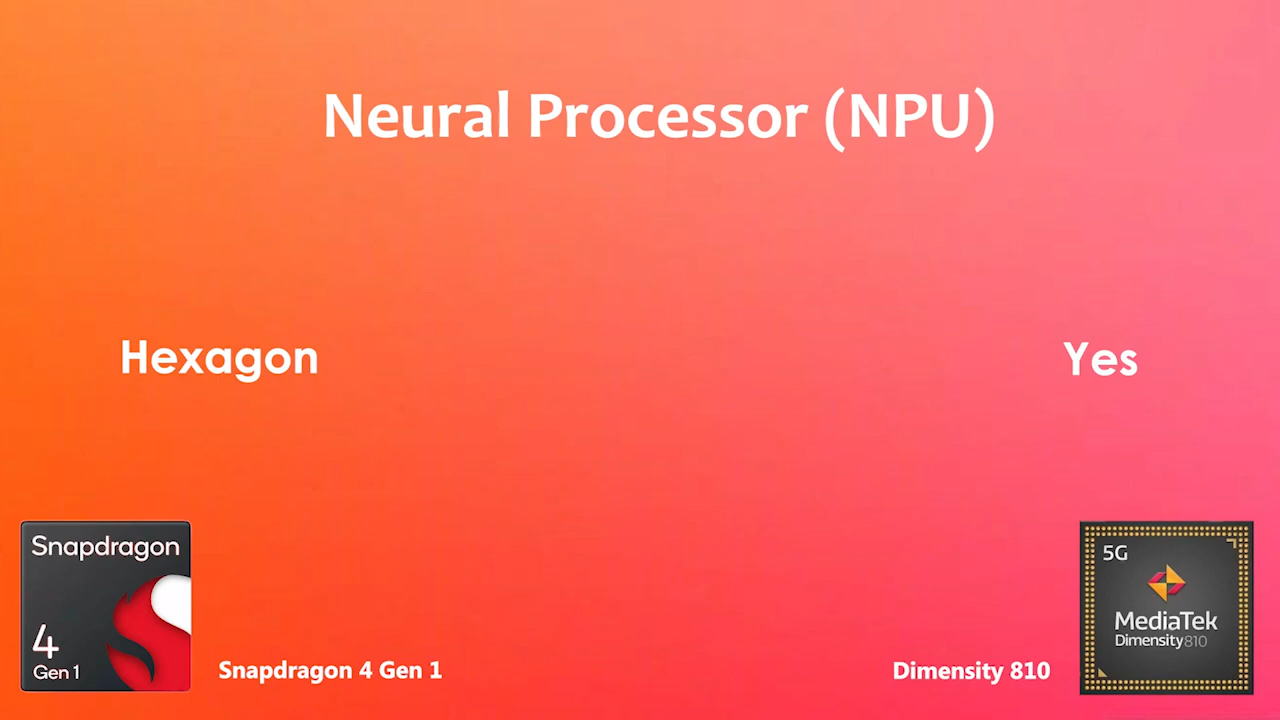 Neural Processor (NPU)
Hexagon
Yes
Snapdragon
4
Gen 1
Snapdragon 4 Gen 1
Dimensity 810
5G
MediaTek
Dimensity810